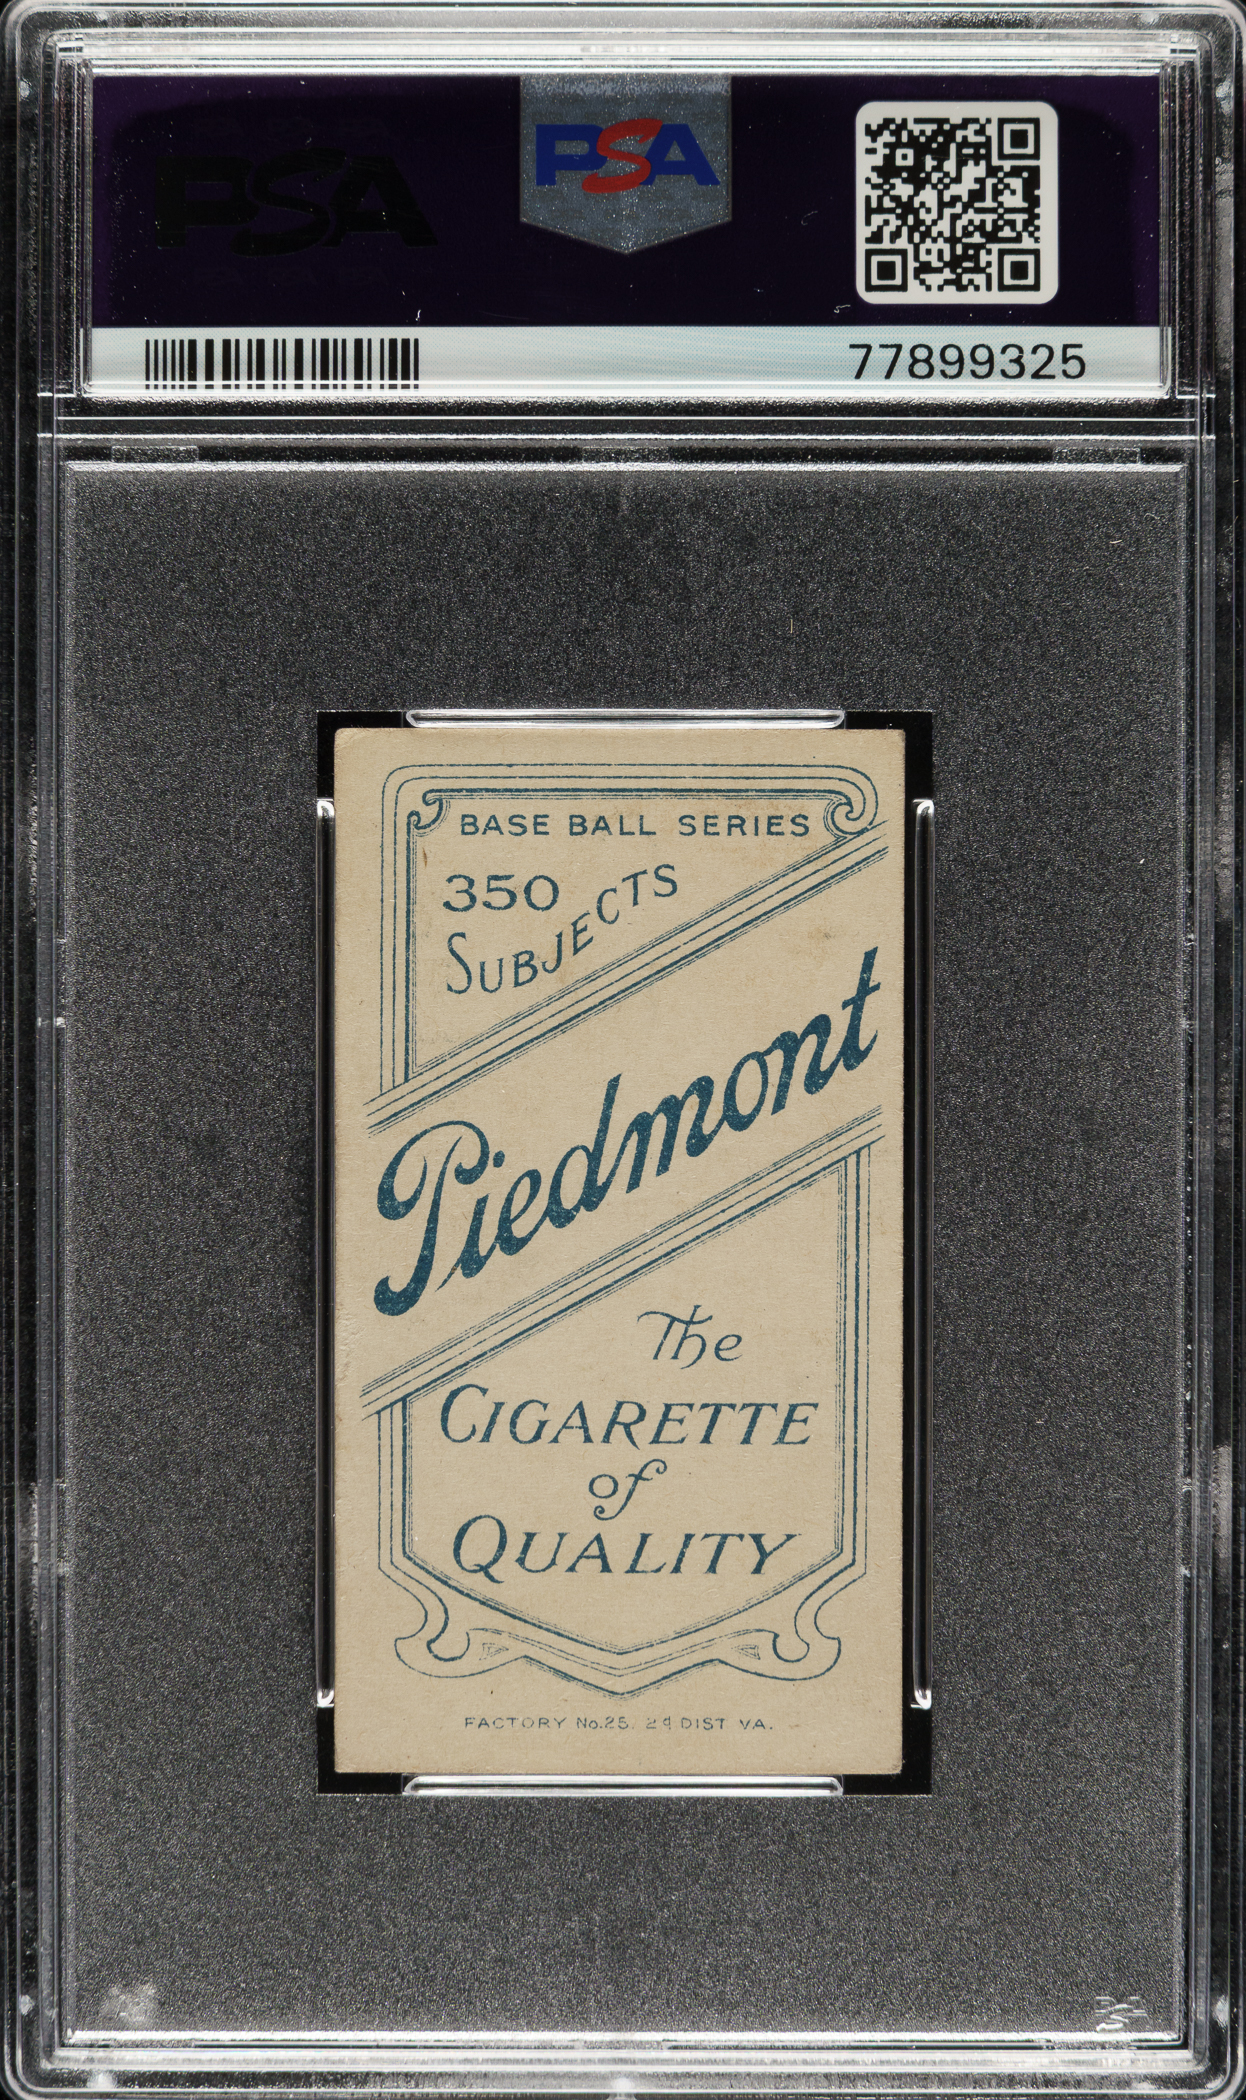 PSA
PSA
77899325
BASE BALL SERIES
350
SUBJECTS
Piedmont
The
CIGARETTE
of
QUALITY
FACTORY No.25. 2d DIST VA.